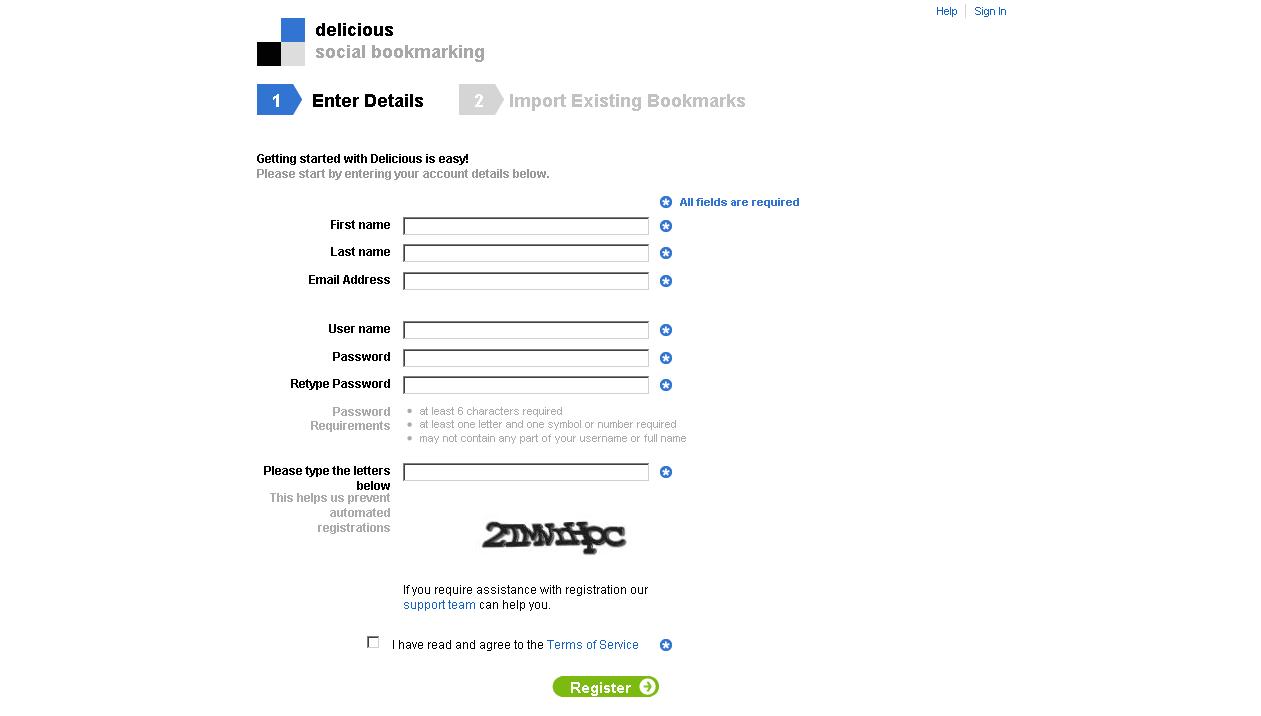 Help Sign In
delicious
social bookmarking
1 Enter Details 2 Import Existing Bookmarks
Getting started with Delicious is easy!
Please start by entering your account details below.
All fields are required
First name
Last name
Email Address
User name
Password
Retype Password
Password Requirements
at least 6 characters required
at least one letter and one symbol or number required
may not contain any part of your username or full name
Please type the letters
below
This helps us prevent
automated
registrations
If you require assistance with registration our
support team can help you.
I have read and agree to the Terms of Service
Register